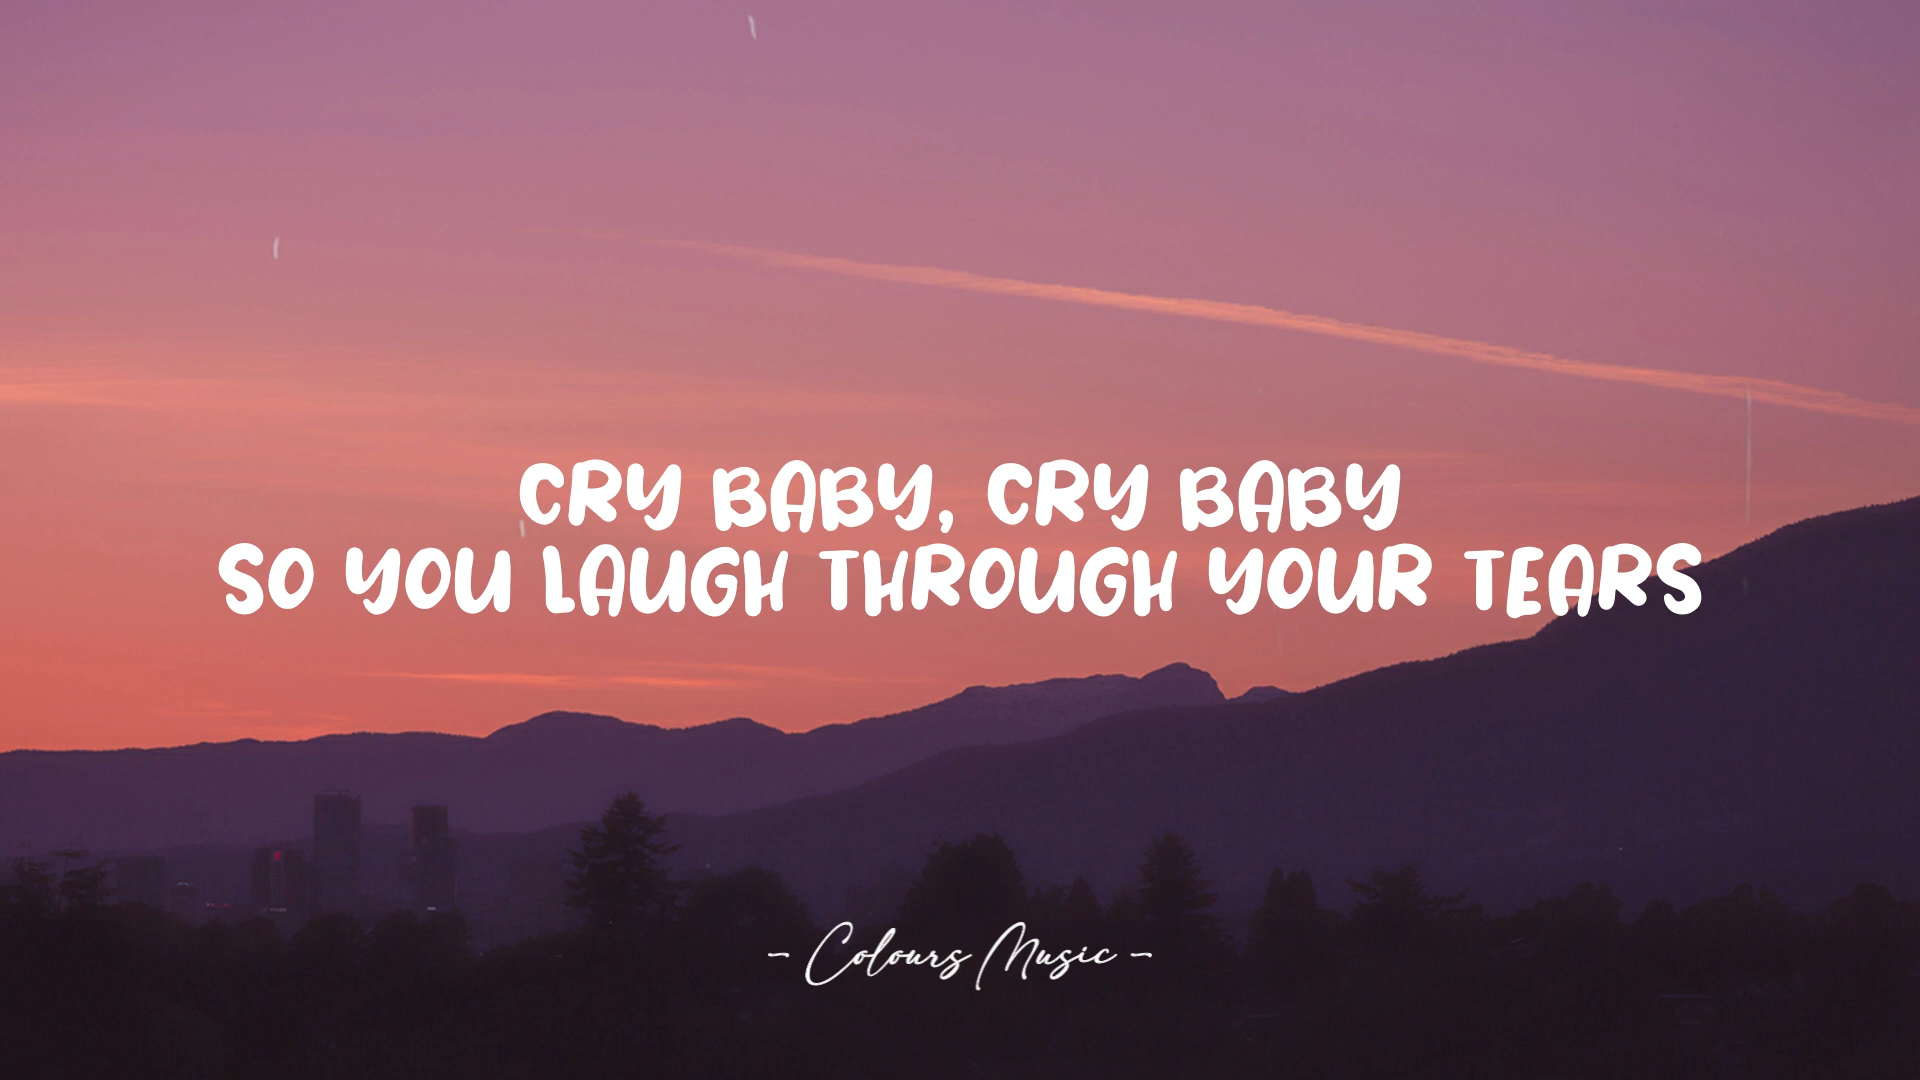 CRY BABY, CRY BABY
SO YOU LAUGH THROUGH YOUR TEARS
- Colours Music -